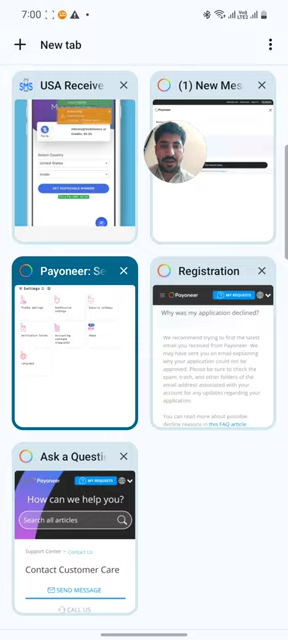 7:00
New tab
USA Receive
Select Country
United States
(1) New Mes
Payoneer
Payoneer: Se
Settings
Registration
Payoneer
MY REQUESTS
Why was my application declined?
We recommend trying to find the latest
email you received from Payoneer. We
may have sent you an email explaining
why your application could not be
approved. Please be sure to check the
spam, trash, and other folders of the
email address associated with your
account for any updates regarding your
application.
You can read more about possible
decline reasons in this FAQ article
Ask a Questi
Payoneer
MY REQUESTS
How can we help you?
Search all articles
Support Center > Contact Us
Contact Customer Care
SEND MESSAGE
CALL US